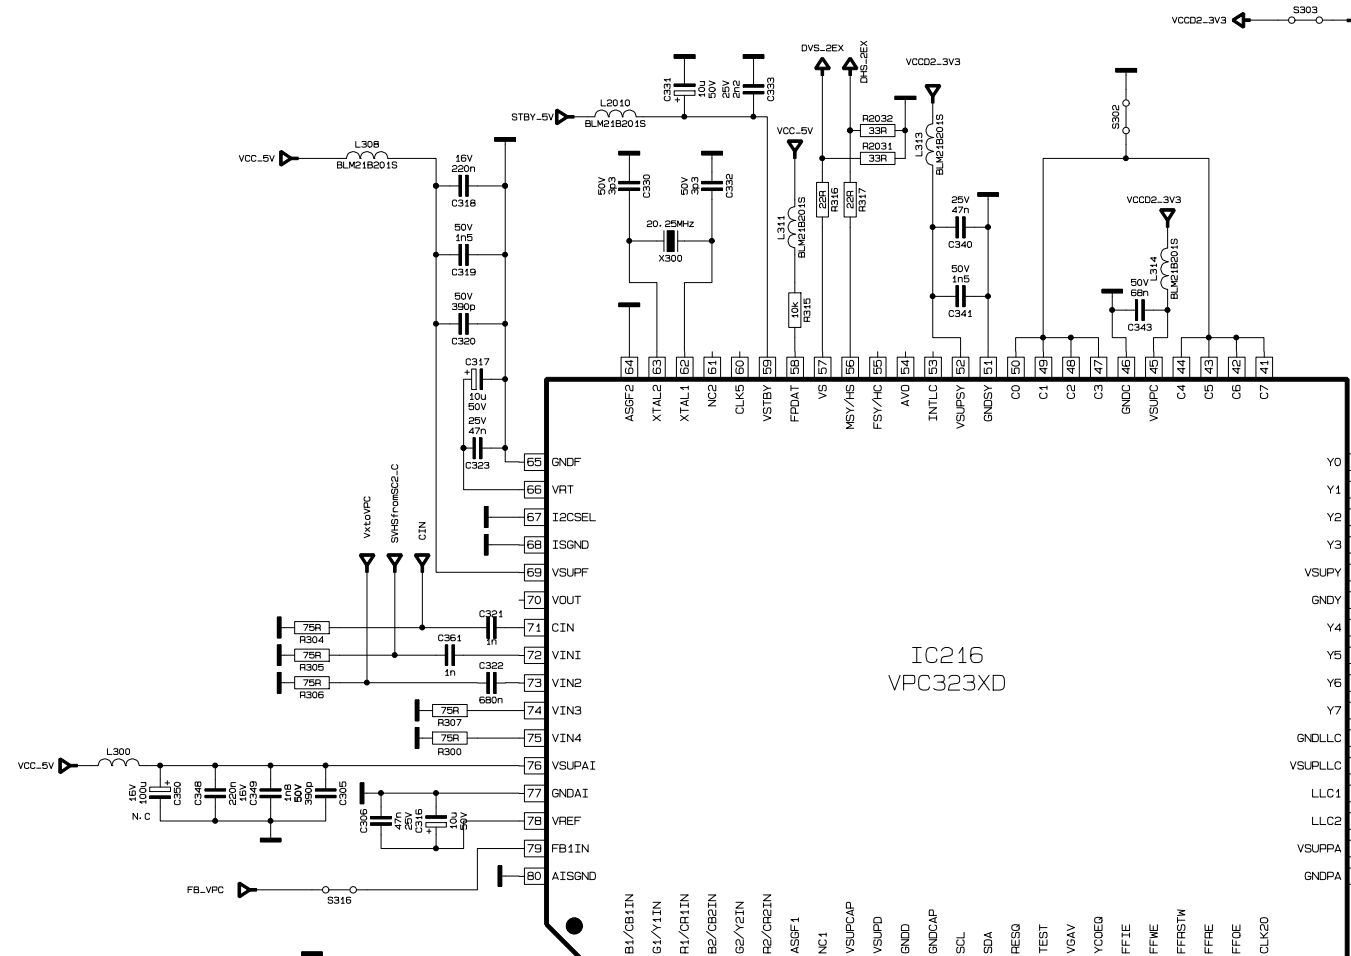 S303
VCCD2_3V3
DVS_2EX
DHS_2EX
VCCD2_3V3
C331
10u
50V
25V
2n2
C333
STBY_5V
L2010
BLM21B201S
S302
R2032
33R
R2031
33R
VCC_5V
L313
BLM21B201S
VCC_5V
L308
BLM21B201S
16V
220n
C318
50V
3p3
C330
50V
3p3
C332
22R
R316
22R
R317
25V
47n
C340
VCCD2_3V3
20.25MHz
X300
L311
BLM21B201S
50V
1n5
C319
L314
BLM21B201S
50V
1n5
C341
50V
68n
C343
50V
390p
C320
10k
R315
C317
+
10u
50V
25V
47n
C323
64 63 62 61 60 59 58 57 56 55 54 53 52 51 50 49 48 47 46 45 44 43 42 41
ASGF2 XTAL2 XTAL1 NC2 CLK5 VSTBY FPDAT VS MSY/HS FSY/HC AVO INTLC VSUPSY GNDSY C0 C1 C2 C3 GNDC VSUPC C4 C5 C6 C7
65 GNDF
66 VRT
67 I2CSEL
68 ISGND
69 VSUPF
70 VOUT
71 CIN
72 VINI
73 VIN2
74 VIN3
75 VIN4
76 VSUPAI
77 GNDAI
78 VREF
79 FB1IN
80 AISGND
Y0
Y1
Y2
Y3
VSUPY
GNDY
Y4
Y5
Y6
Y7
GNDLLC
VSUPLLC
LLC1
LLC2
VSUPPA
GNDPA
IC216
VPC323XD
VxtoVPC
SVHSfromSC2_C
CIN
75R
R304
75R
R305
75R
R306
C321
1n
C361
1n
C322
680n
75R
R307
75R
R300
VCC_5V
L300
16V
100u
C350
+
N.C
C348
220n
16V
C349
1n8
50V
50V
390p
C305
C306
47n
25V
C316
+
10u
50V
FB_VPC
S316
B1/CB1IN G1/Y1IN R1/CR1IN B2/CB2IN G2/Y2IN R2/CR2IN ASGF1 NC1 VSUPCAP VSUPD GNDD GNDCAP SCL SDA RESQ TEST VGAV YCOEQ FFIE FFWE FFRSTW FFRE FFOE CLK20